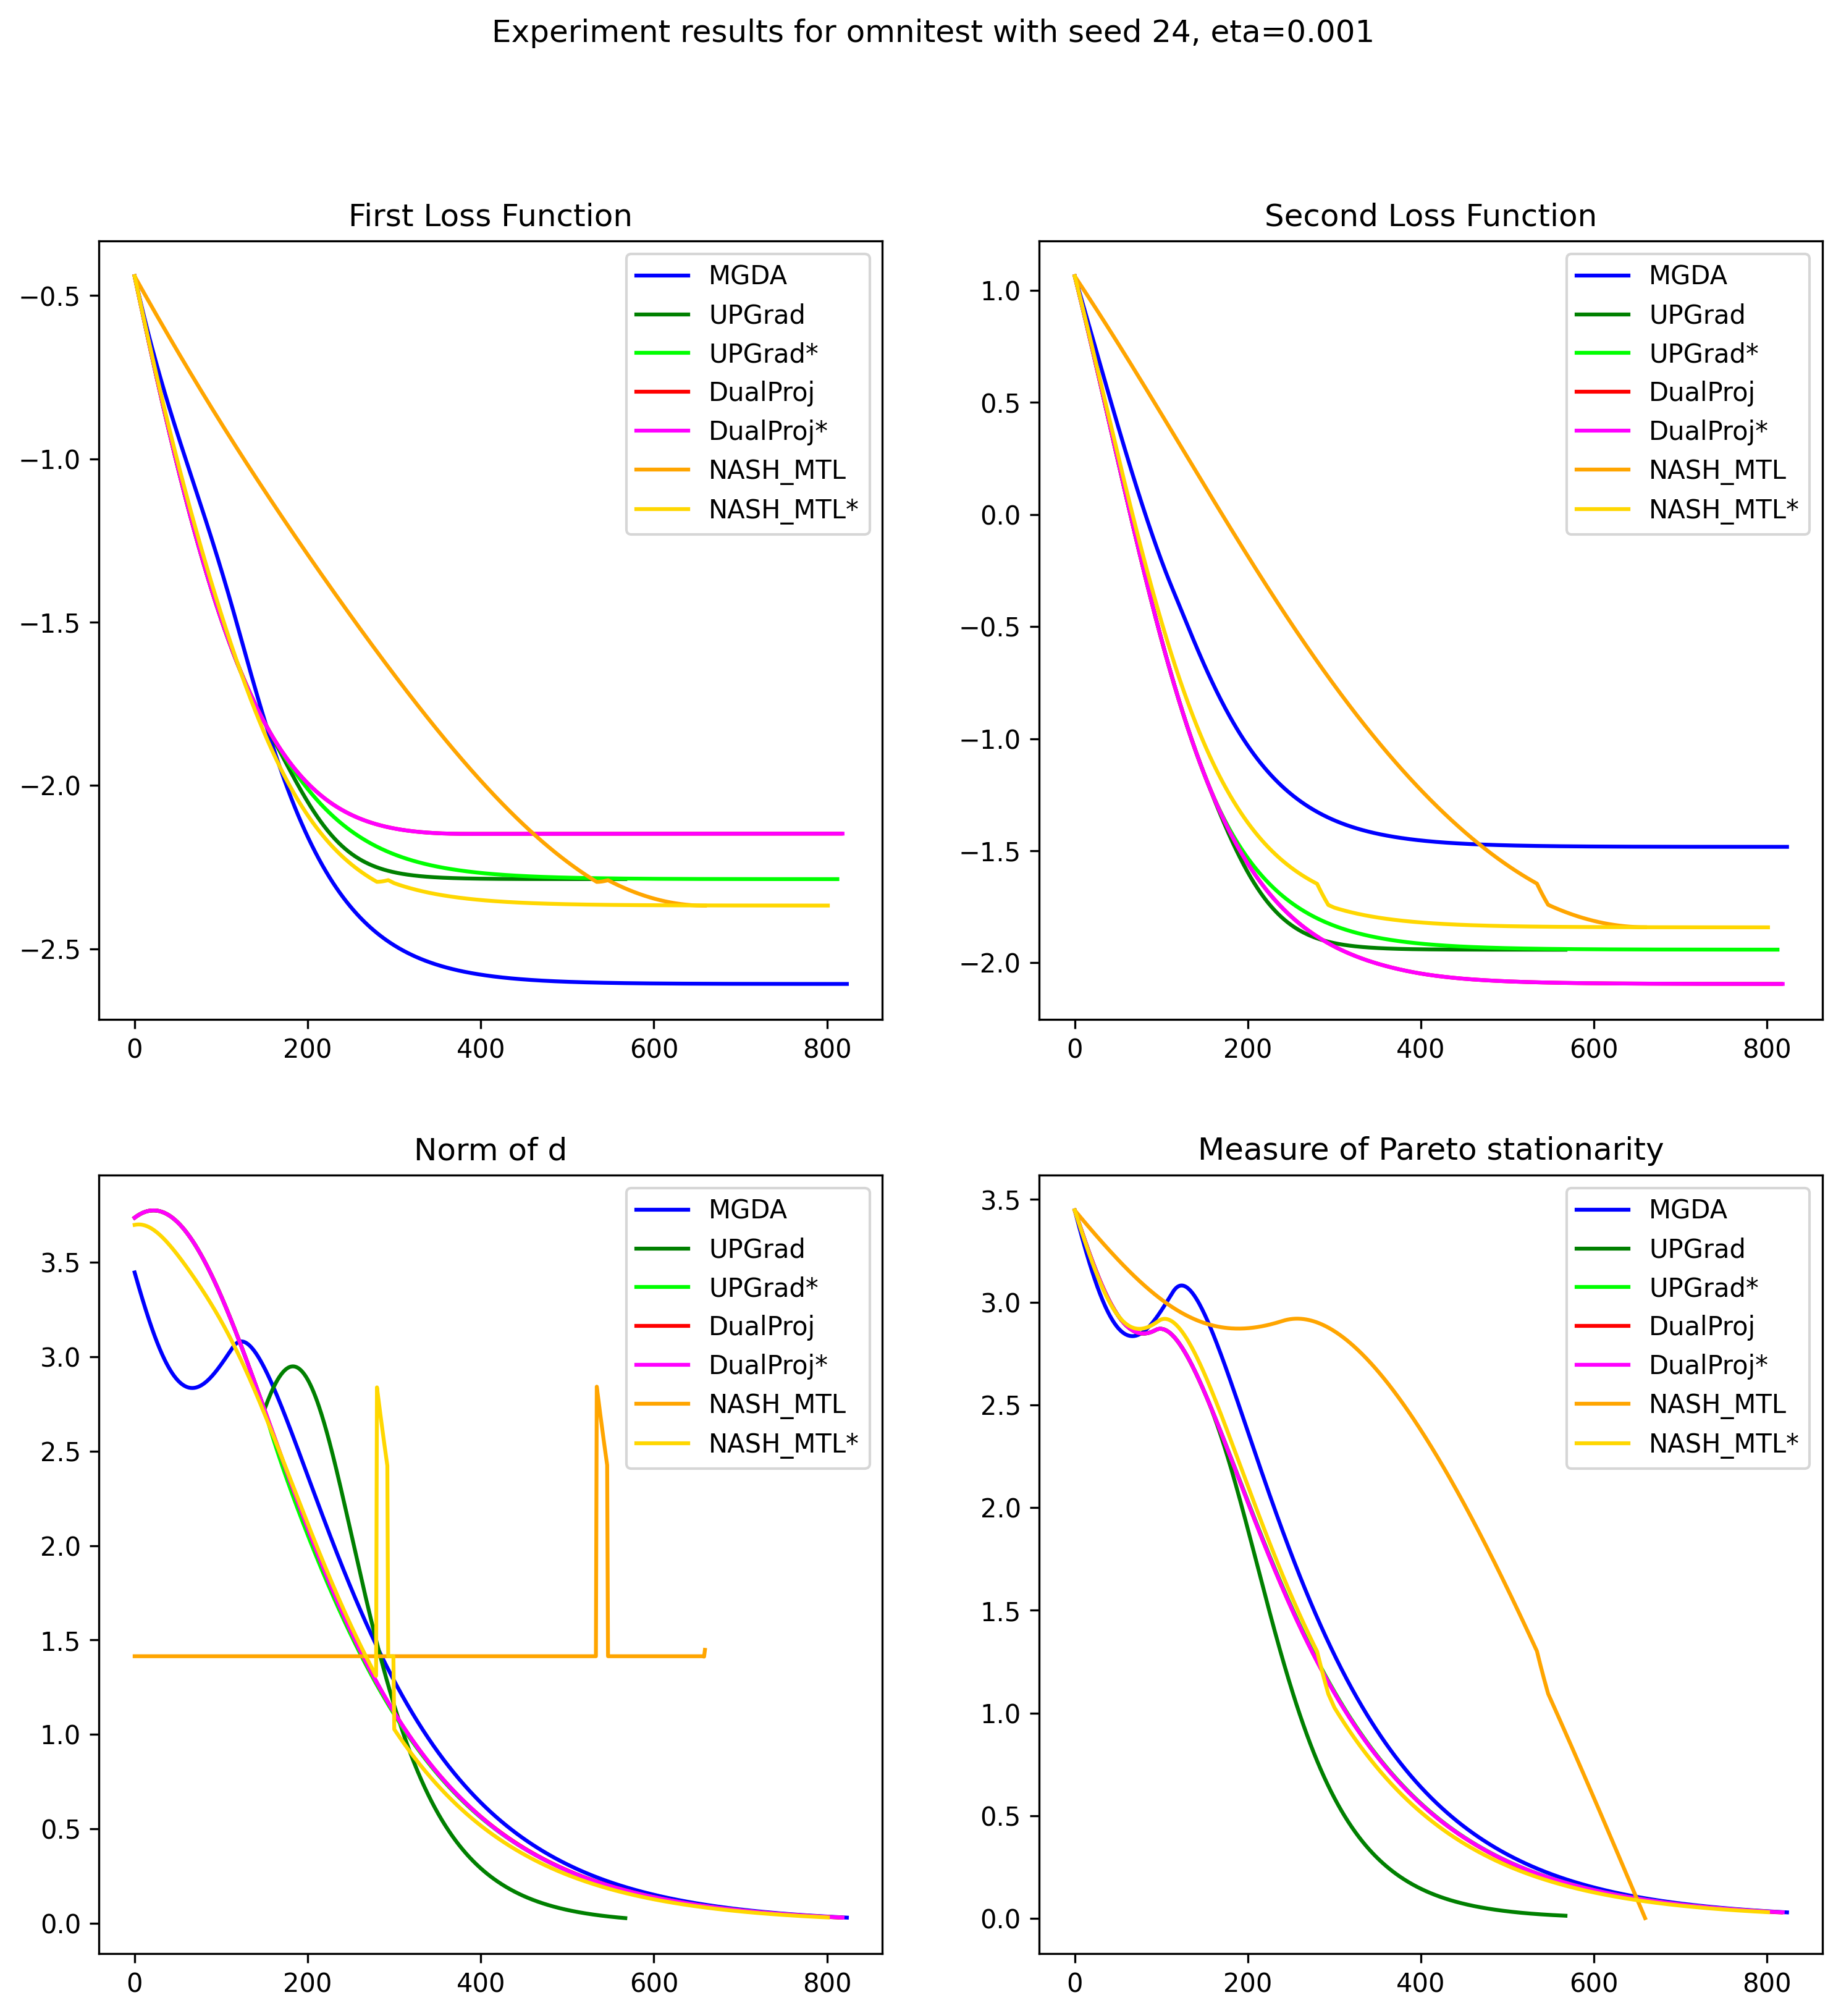 Experiment results for omnitest with seed 24, eta=0.001
First Loss Function
−0.5
−1.0
−1.5
−2.0
−2.5
0 200 400 600 800
MGDA
UPGrad
UPGrad*
DualProj
DualProj*
NASH_MTL
NASH_MTL*
Second Loss Function
1.0
0.5
0.0
−0.5
−1.0
−1.5
−2.0
0 200 400 600 800
MGDA
UPGrad
UPGrad*
DualProj
DualProj*
NASH_MTL
NASH_MTL*
Norm of d
3.5
3.0
2.5
2.0
1.5
1.0
0.5
0.0
0 200 400 600 800
MGDA
UPGrad
UPGrad*
DualProj
DualProj*
NASH_MTL
NASH_MTL*
Measure of Pareto stationarity
3.5
3.0
2.5
2.0
1.5
1.0
0.5
0.0
0 200 400 600 800
MGDA
UPGrad
UPGrad*
DualProj
DualProj*
NASH_MTL
NASH_MTL*